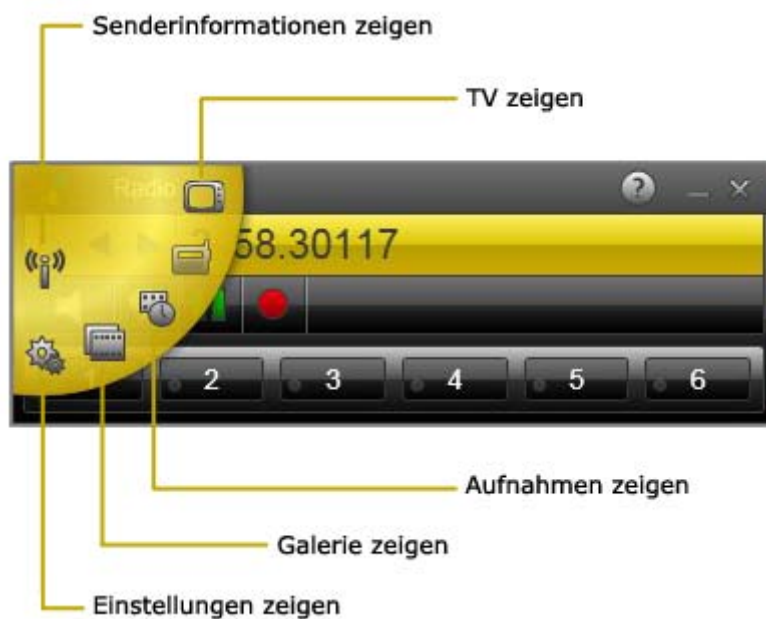 Senderinformationen zeigen
TV zeigen
Radio
58.30117
2 3 4 5 6
Aufnahmen zeigen
Galerie zeigen
Einstellungen zeigen